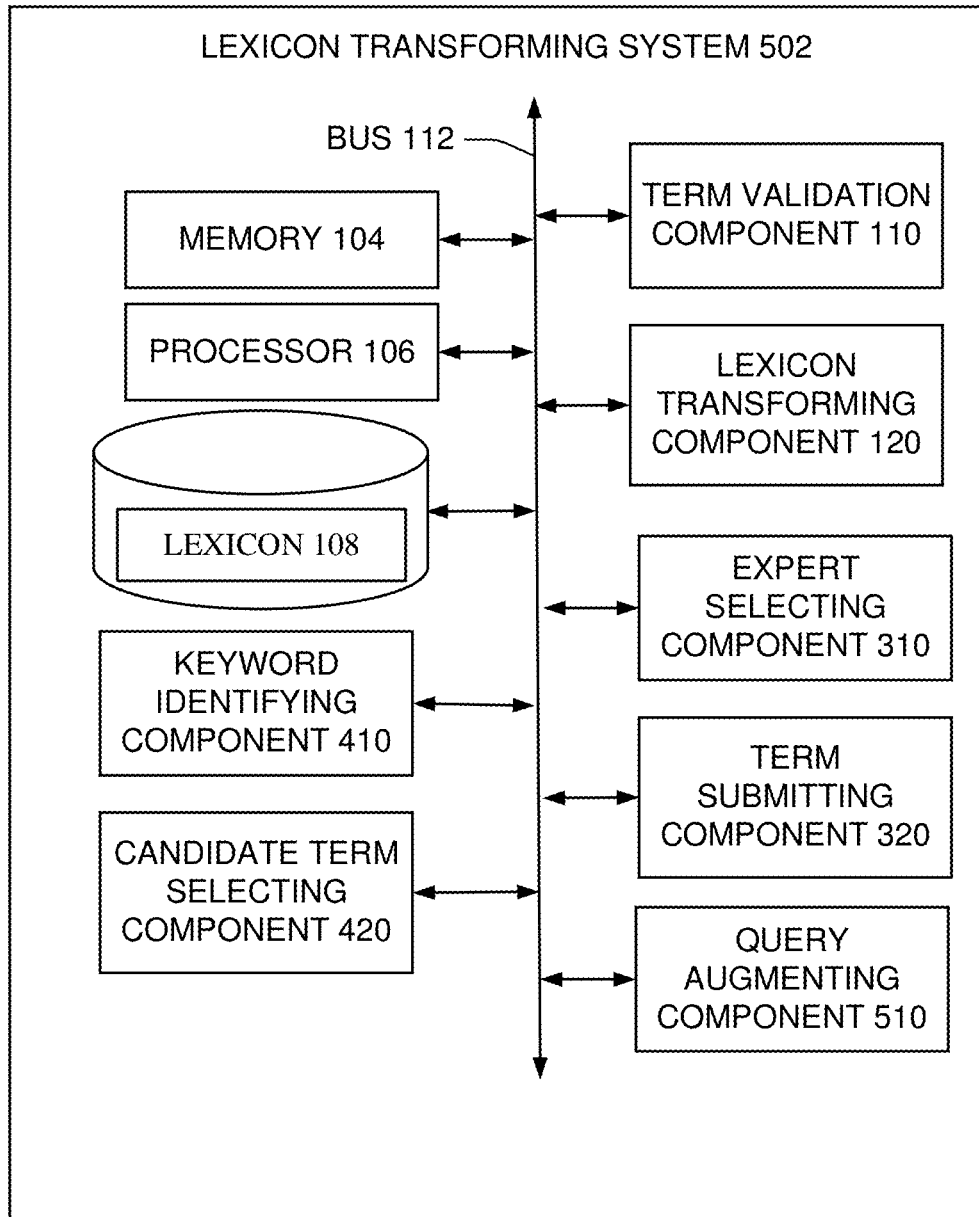 LEXICON TRANSFORMING SYSTEM 502
BUS 112
MEMORY 104
PROCESSOR 106
LEXICON 108
KEYWORD
IDENTIFYING
COMPONENT 410
CANDIDATE TERM
SELECTING
COMPONENT 420
TERM VALIDATION
COMPONENT 110
LEXICON
TRANSFORMING
COMPONENT 120
EXPERT
SELECTING
COMPONENT 310
TERM
SUBMITTING
COMPONENT 320
QUERY
AUGMENTING
COMPONENT 510